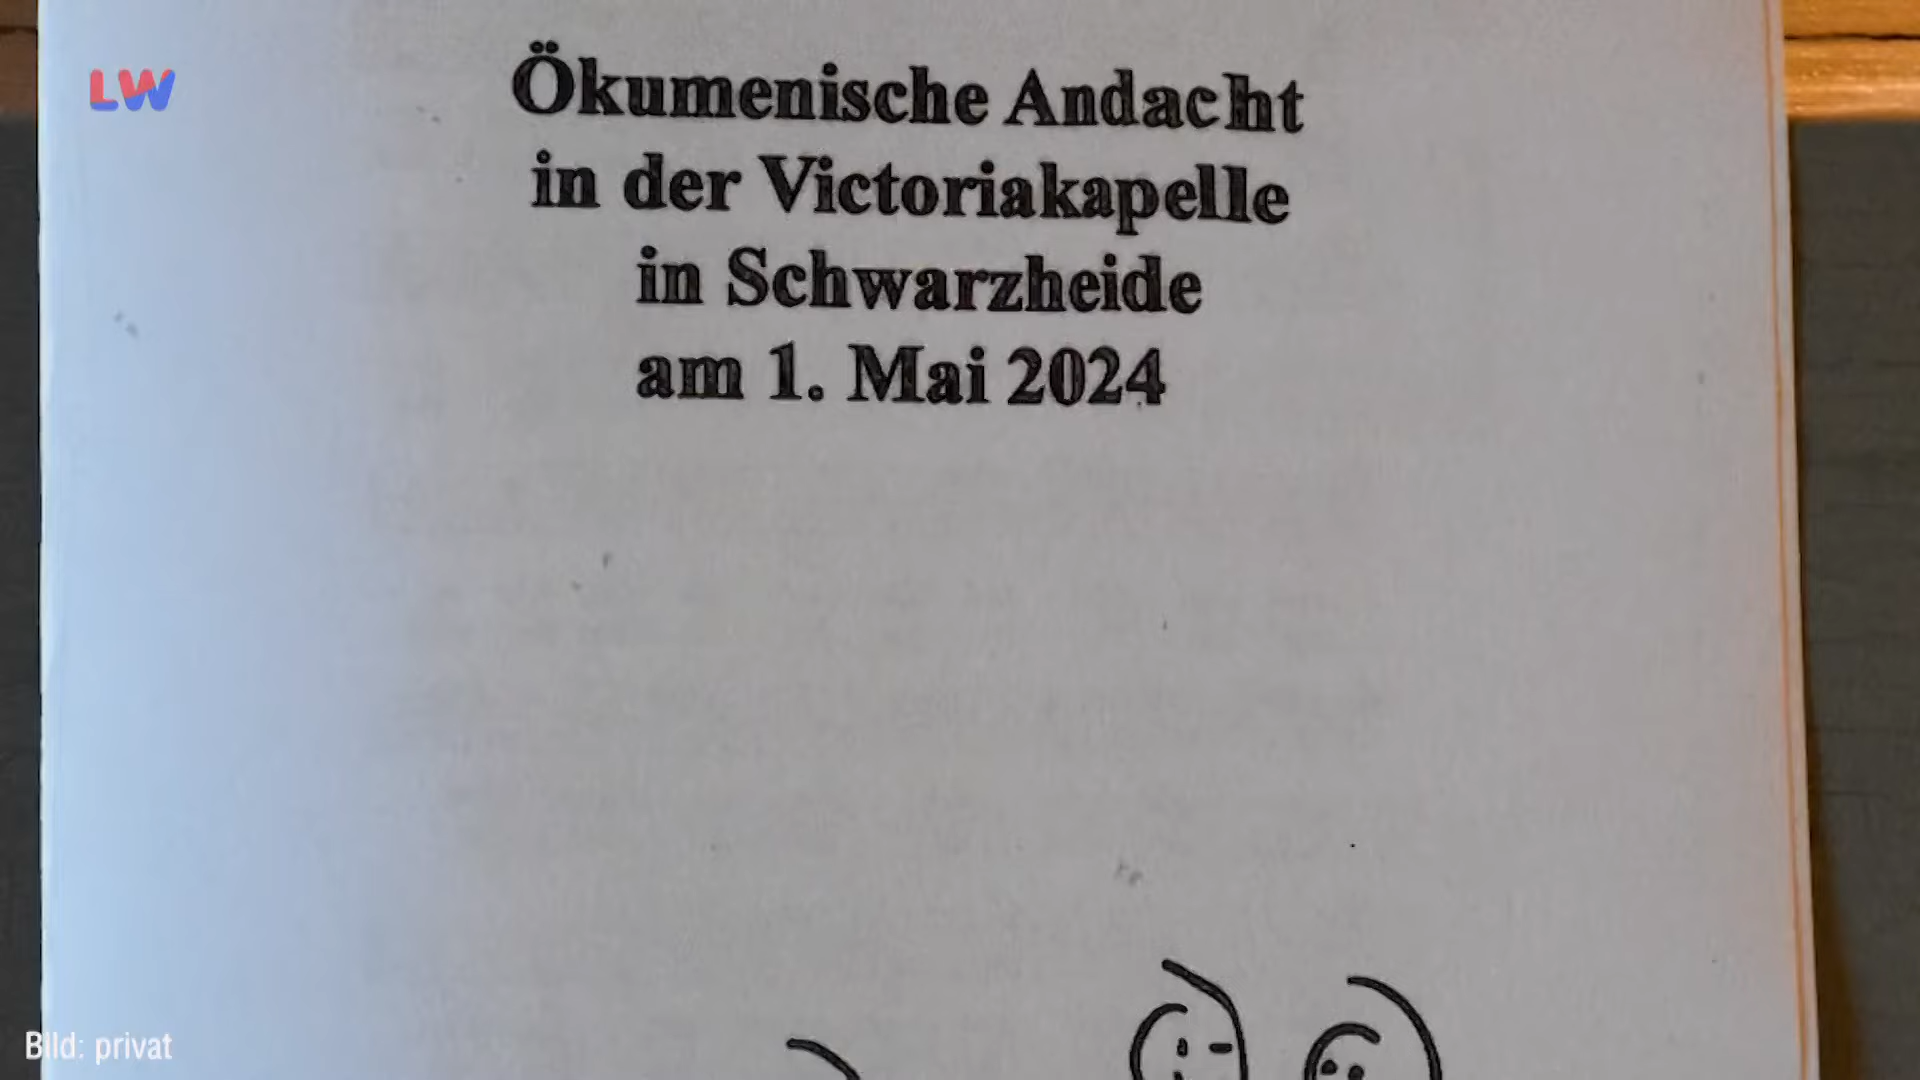 LW
Ökumenische Andacht
in der Victoriakapelle
in Schwarzheide
am 1. Mai 2024
Bild: privat